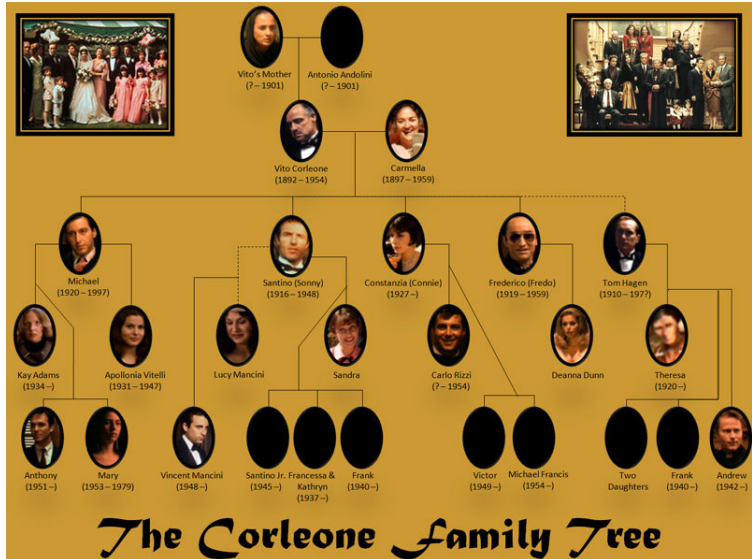 Vito's Mother
(? – 1901)
Antonio Andolini
(? – 1901)
Vito Corleone
(1892 – 1954)
Carmella
(1897 – 1959)
Michael
(1920 – 1997)
Santino (Sonny)
(1916 – 1948)
Constanzia (Connie)
(1927 –)
Frederico (Fredo)
(1919 – 1959)
Tom Hagen
(1910 – 197?)
Kay Adams
(1934 –)
Apollonia Vitelli
(1931 – 1947)
Lucy Mancini
Sandra
Carlo Rizzi
(? – 1954)
Deanna Dunn
Theresa
(1920 –)
Anthony
(1951 –)
Mary
(1953 – 1979)
Vincent Mancini
(1948 –)
Santino Jr.
(1945 –)
Francessa &
Kathryn
(1937 –)
Frank
(1940 –)
Victor
(1949 –)
Michael Francis
(1954 –)
Two
Daughters
Frank
(1940 –)
Andrew
(1942 –)
The Corleone Family Tree